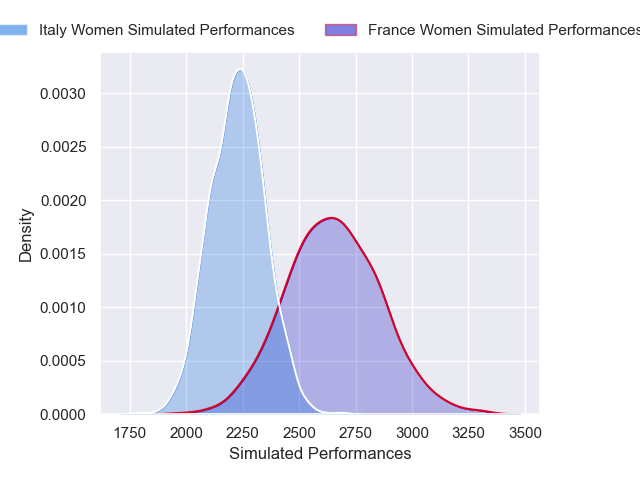 Italy Women Simulated Performances France Women Simulated Performances
0.0030
0.0025
0.0020
0.0015
0.0010
0.0005
0.0000
Density
1750 2000 2250 2500 2750 3000 3250 3500
Simulated Performances